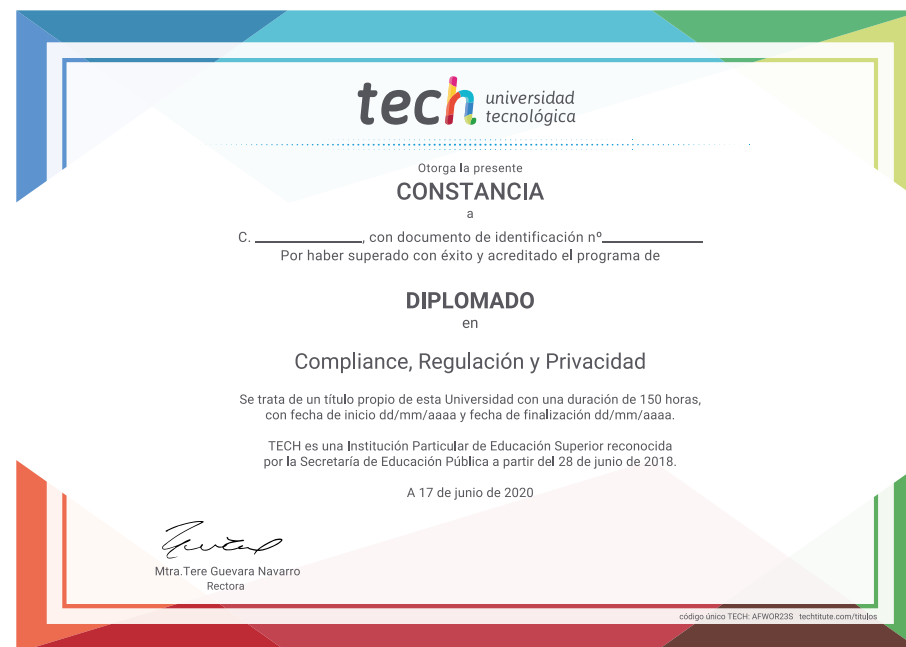 tech universidad
tecnológica
Otorga la presente
CONSTANCIA
a
C. ____________, con documento de identificación nº____________
Por haber superado con éxito y acreditado el programa de
DIPLOMADO
en
Compliance, Regulación y Privacidad
Se trata de un título propio de esta Universidad con una duración de 150 horas,
con fecha de inicio dd/mm/aaaa y fecha de finalización dd/mm/aaaa.
TECH es una Institución Particular de Educación Superior reconocida
por la Secretaría de Educación Pública a partir del 28 de junio de 2018.
A 17 de junio de 2020
Mtra.Tere Guevara Navarro
Rectora
código único TECH: AFWOR23S techtitute.com/titulos